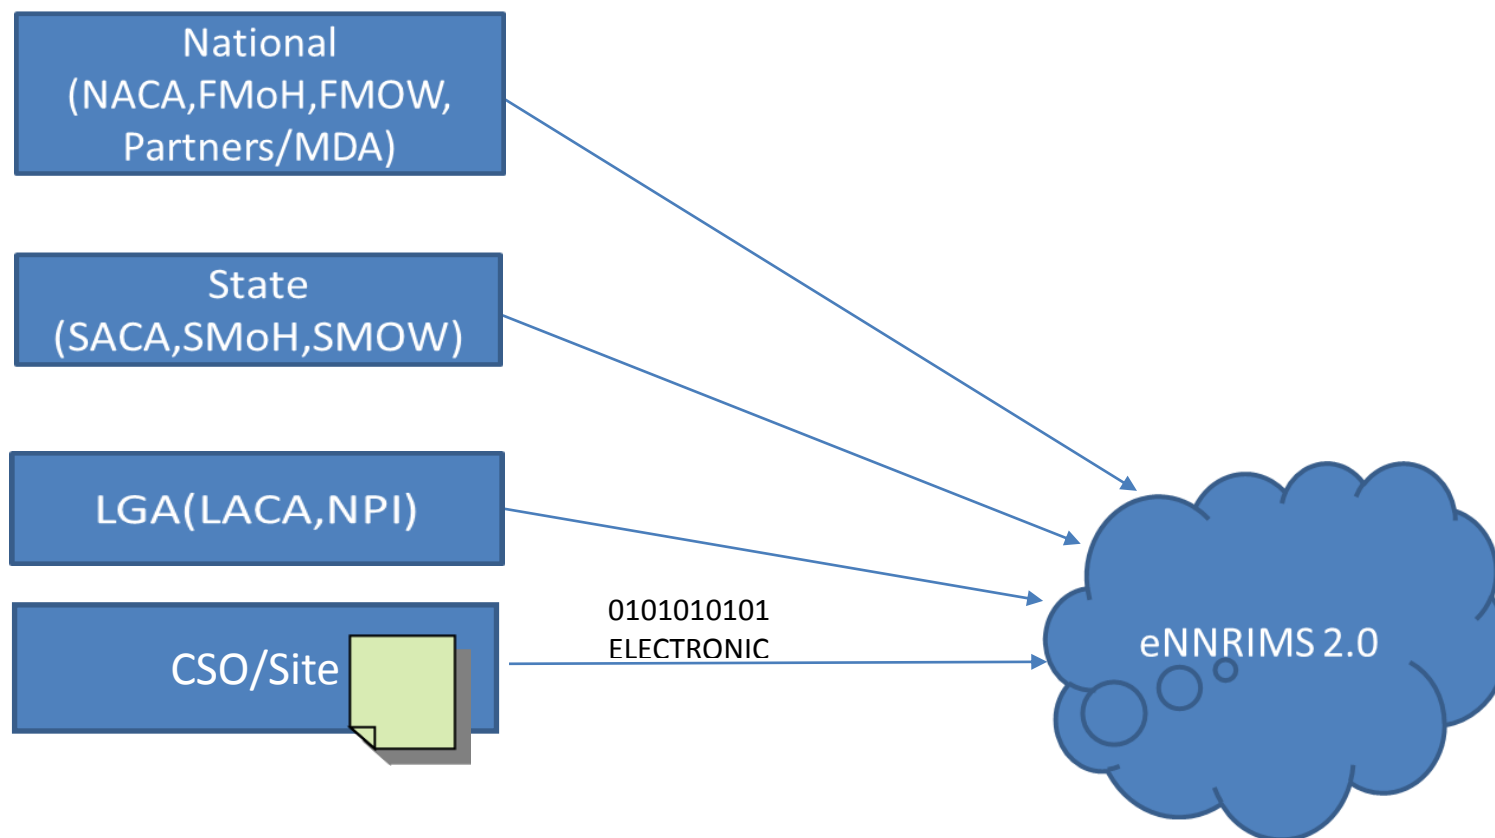 National
(NACA,FMoH,FMOW,
Partners/MDA)
State
(SACA,SMoH,SMOW)
LGA(LACA,NPI)
CSO/Site
0101010101
ELECTRONIC
eNNRIMS 2.0